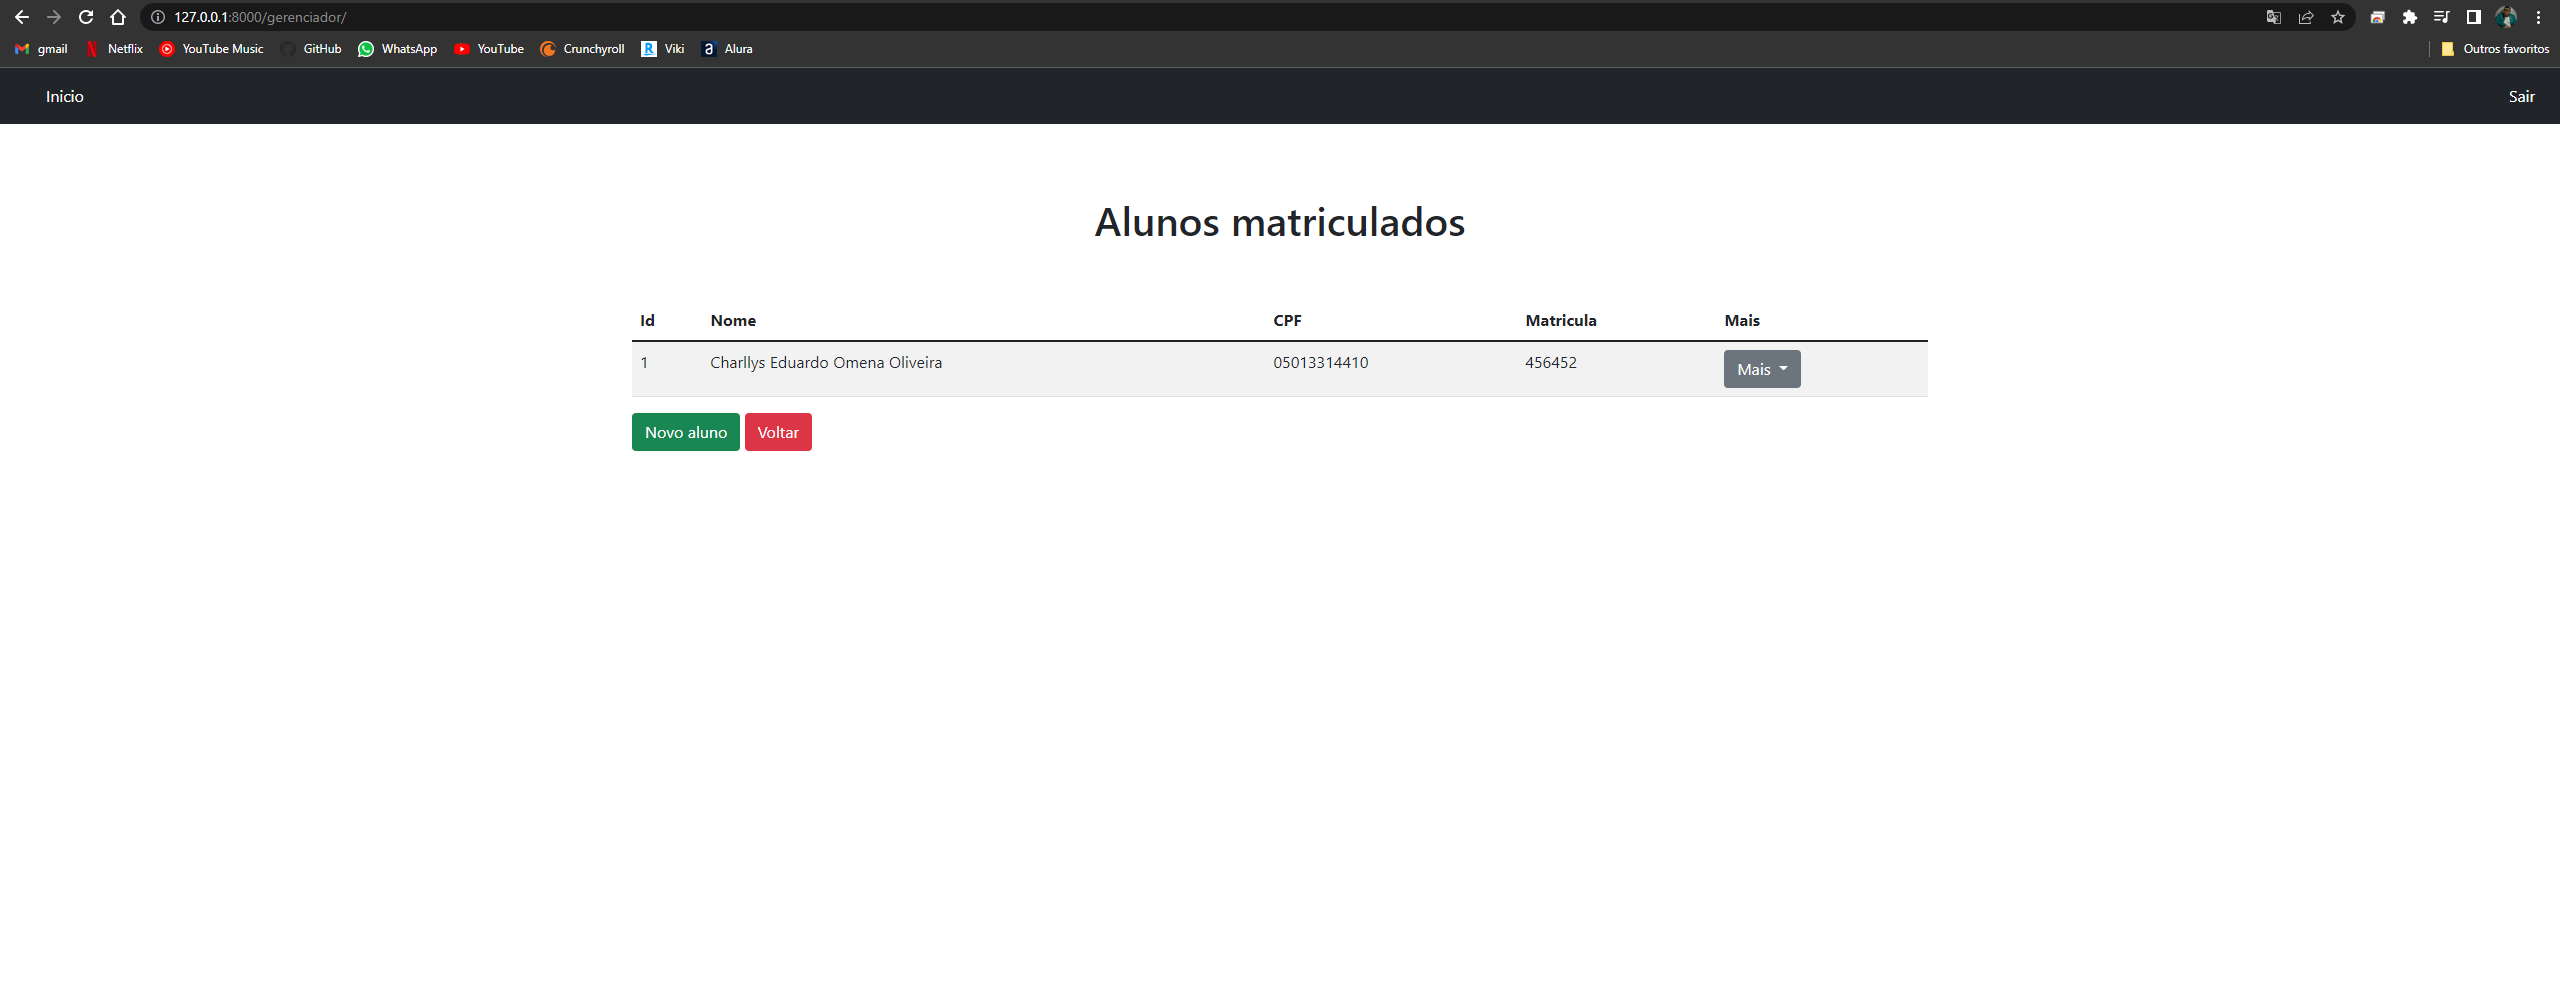 127.0.0.1:8000/gerenciador/
gmail Netflix YouTube Music GitHub WhatsApp YouTube Crunchyroll Viki Alura Outros favoritos
Inicio Sair
Alunos matriculados
Id Nome CPF Matricula Mais
1 Charllys Eduardo Omena Oliveira 05013314410 456452 Mais
Novo aluno Voltar